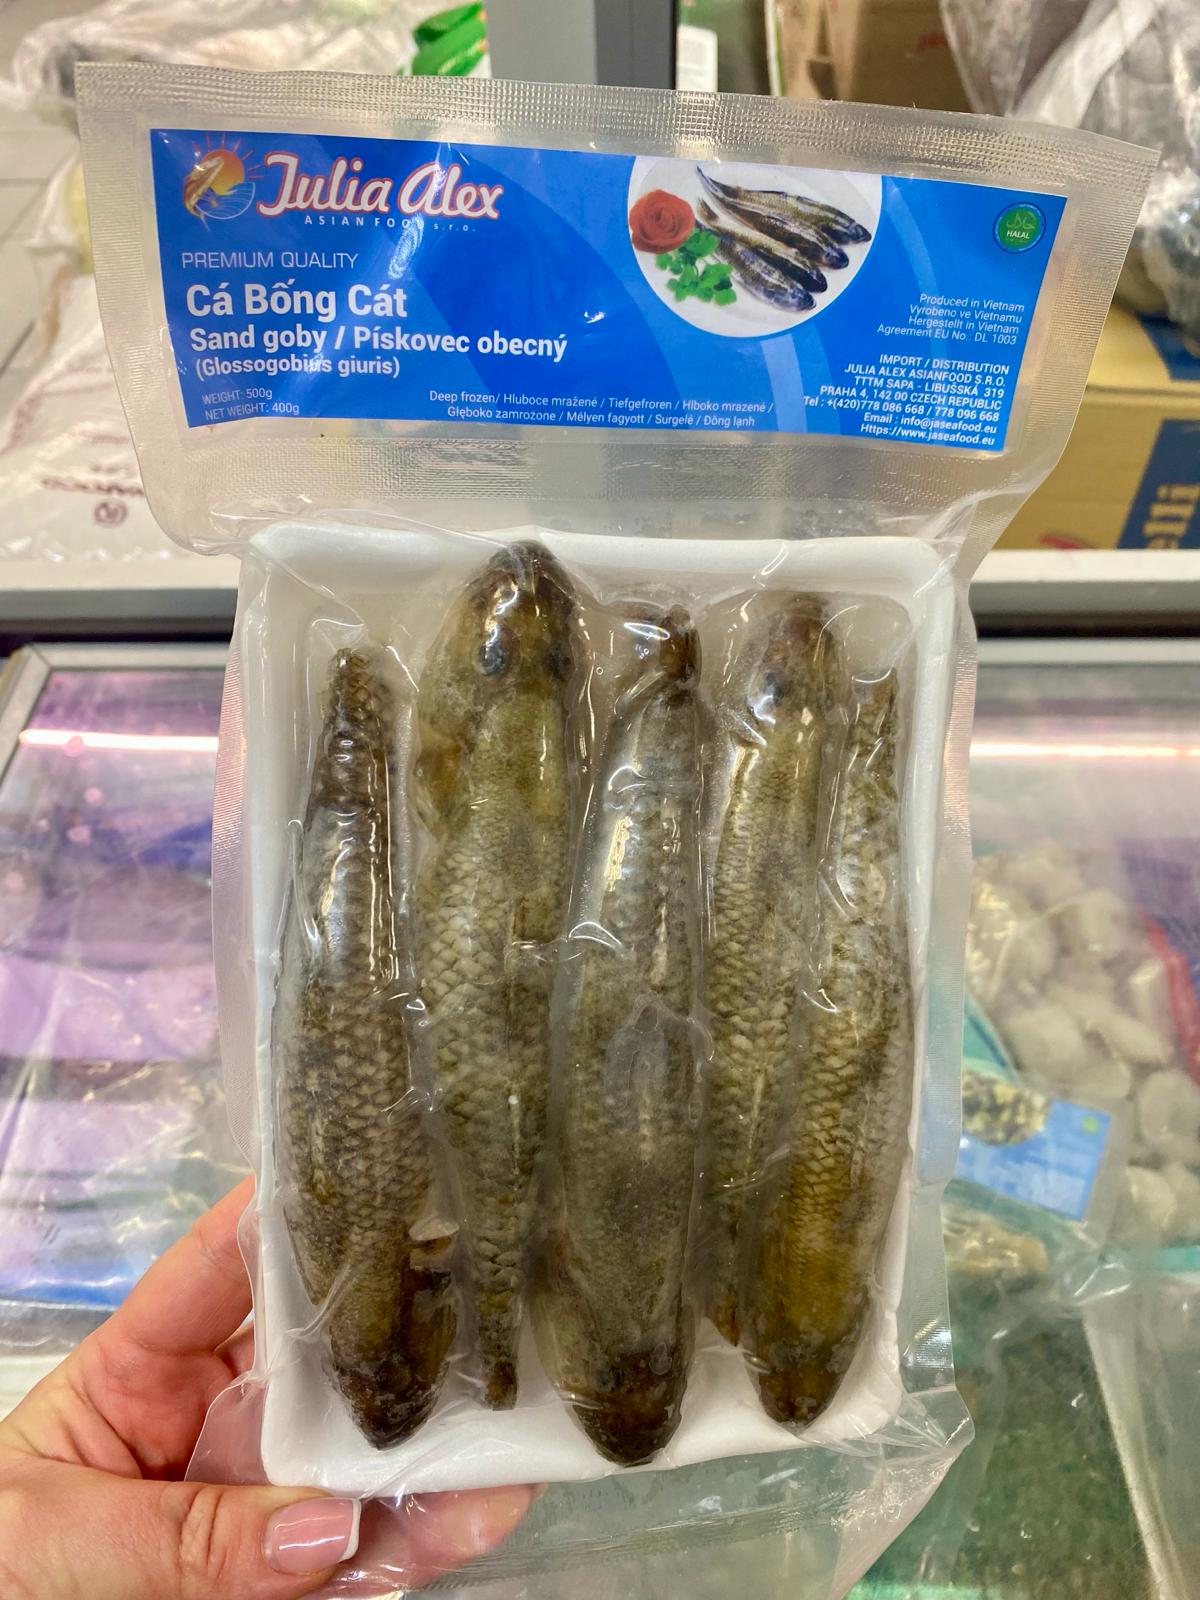 Julia Alex
ASIAN FOOD s.r.o.
PREMIUM QUALITY
Cá Bống Cát
Sand goby / Pískovec obecný
(Glossogobius giuris)
WEIGHT: 500g
NET WEIGHT: 400g
Deep frozen/ Hluboce mražené / Tiefgefroren / Hlboko mrazené /
Głęboko zamrożone / Mélyen fagyott / Surgelé / Đông lạnh
حلال
HALAL
Produced in Vietnam
Vyrobeno ve Vietnamu
Hergestellt in Vietnam
Agreement EU No.: DL 1003
IMPORT / DISTRIBUTION
JULIA ALEX ASIANFOOD S.R.O.
TTTM SAPA - LIBUŠSKÁ 319
PRAHA 4, 142 00 CZECH REPUBLIC
Tel : +(420)778 086 668 / 778 096 668
Email : info@jaseafood.eu
Https://www.jaseafood.eu
elli